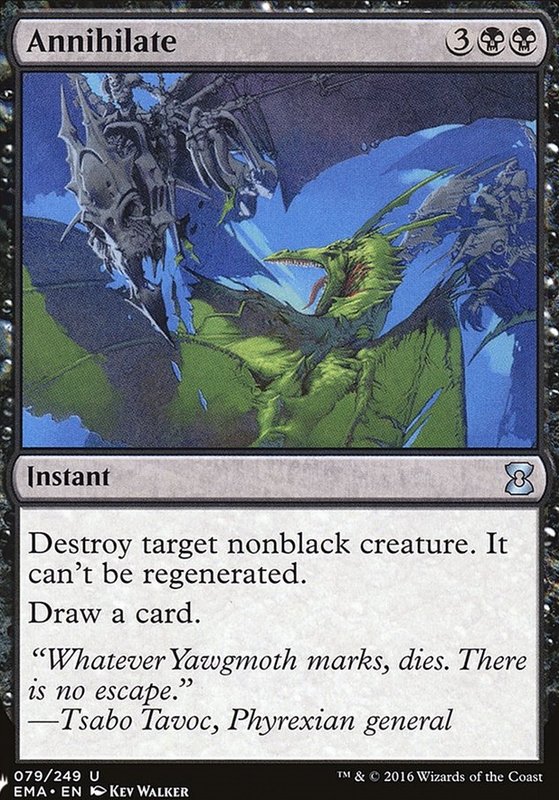 Annihilate 3
Instant
Destroy target nonblack creature. It
can't be regenerated.
Draw a card.
“Whatever Yawgmoth marks, dies. There
is no escape.”
—Tsabo Tavoc, Phyrexian general
079/249 U
EMA • EN Kev Walker
™ & © 2016 Wizards of the Coast